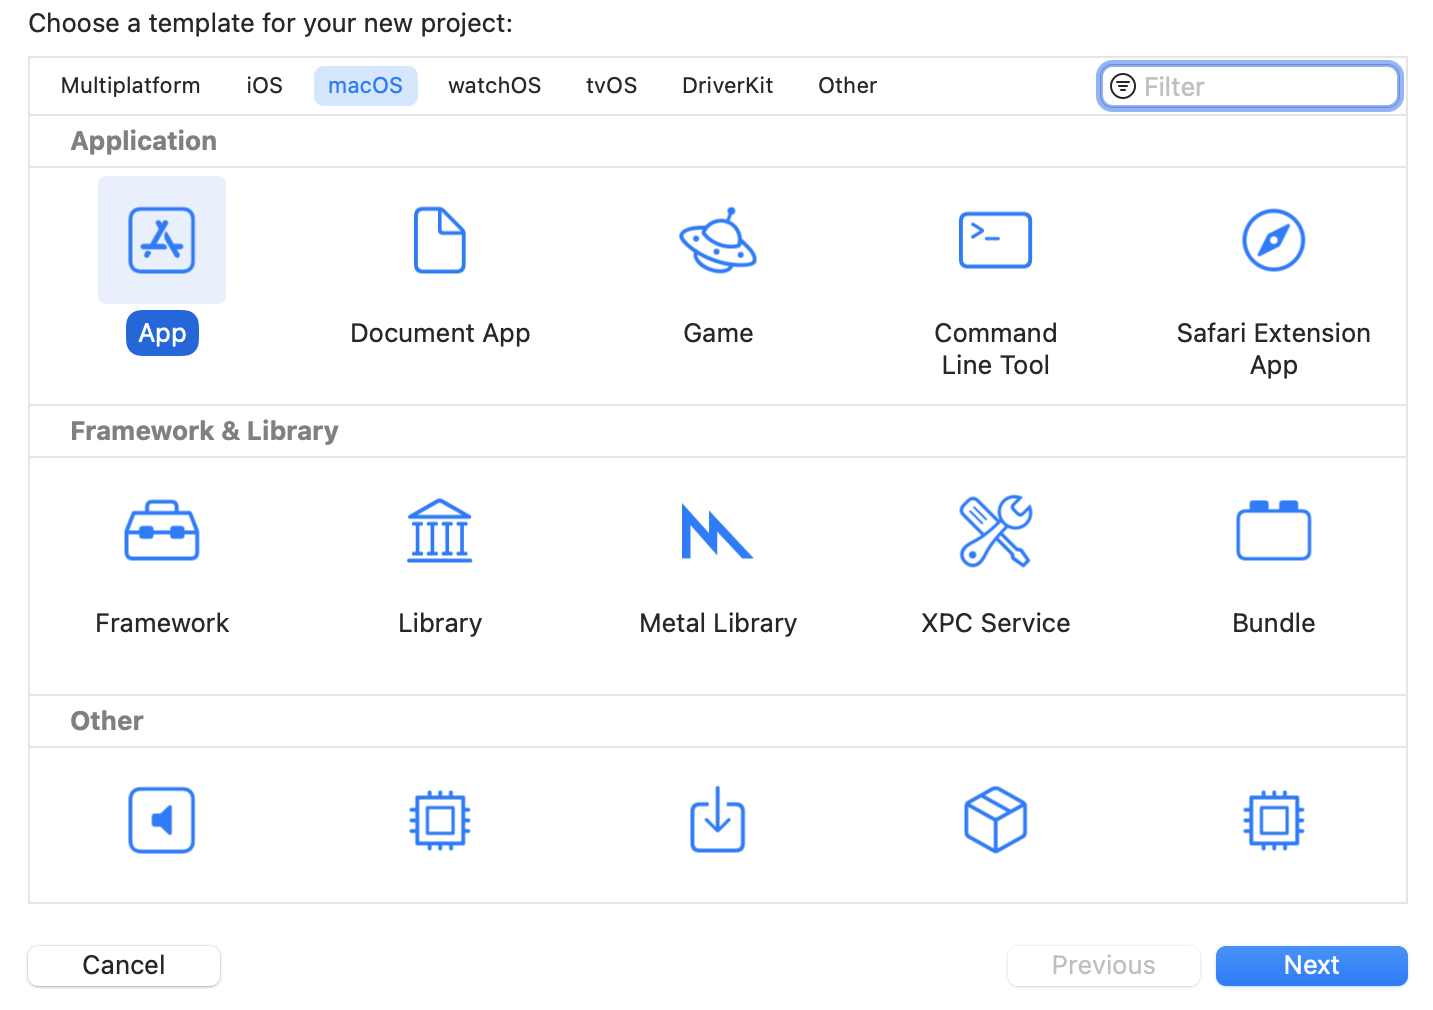 Choose a template for your new project:
Multiplatform iOS macOS watchOS tvOS DriverKit Other Filter
Application
App Document App Game Command Line Tool Safari Extension App
Framework & Library
Framework Library Metal Library XPC Service Bundle
Other
Cancel Previous Next